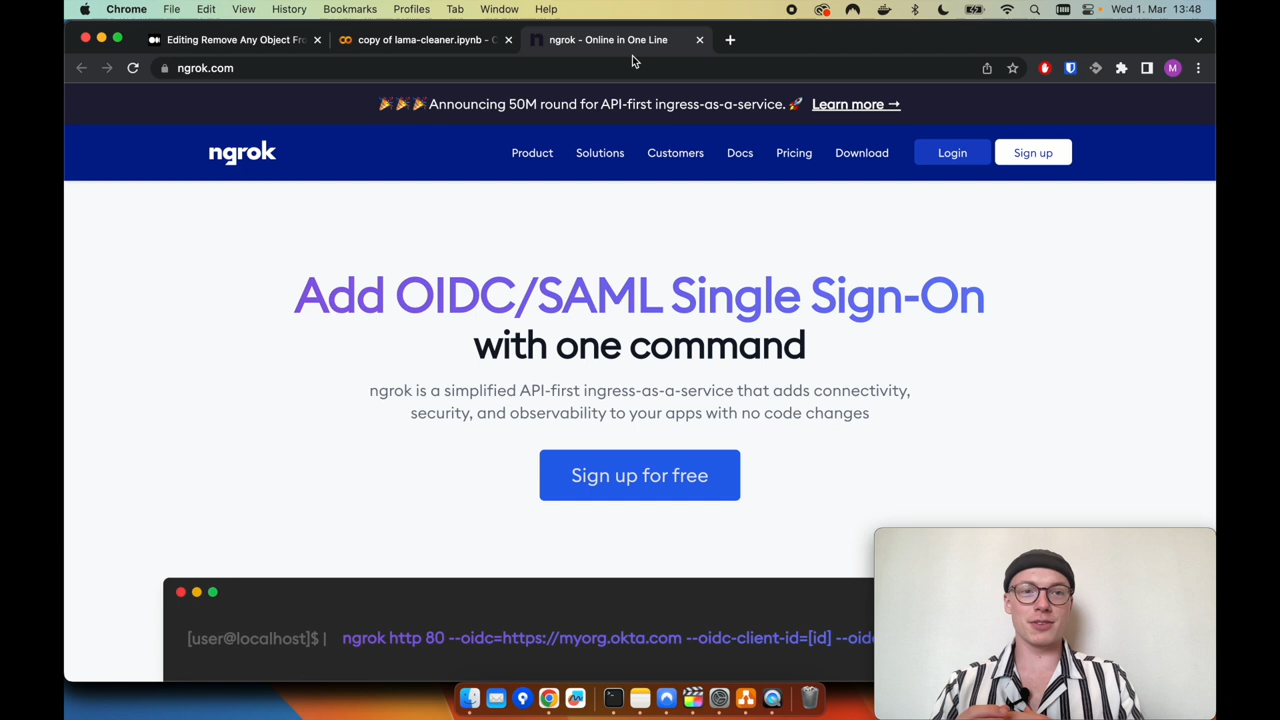 Chrome File Edit View History Bookmarks Profiles Tab Window Help Wed 1. Mar 13:48
Editing Remove Any Object Fro copy of lama-cleaner.ipynb - C ngrok - Online in One Line
ngrok.com M
🎉🎉🎉Announcing 50M round for API-first ingress-as-a-service. 🚀 Learn more →
ngrok Product Solutions Customers Docs Pricing Download Login Sign up
Add OIDC/SAML Single Sign-On
with one command
ngrok is a simplified API-first ingress-as-a-service that adds connectivity,
security, and observability to your apps with no code changes
Sign up for free
[user@localhost]$ | ngrok http 80 --oidc=https://myorg.okta.com --oidc-client-id=[id] --oid